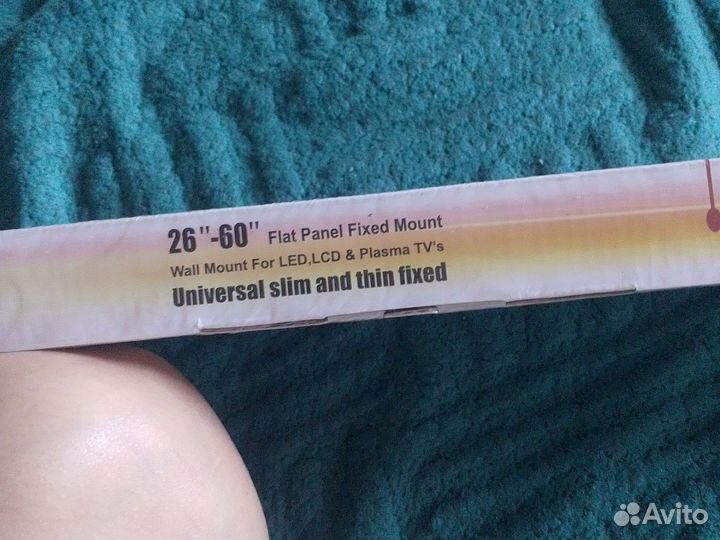 26"-60" Flat Panel Fixed Mount
Wall Mount For LED,LCD & Plasma TV's
Universal slim and thin fixed
Avito